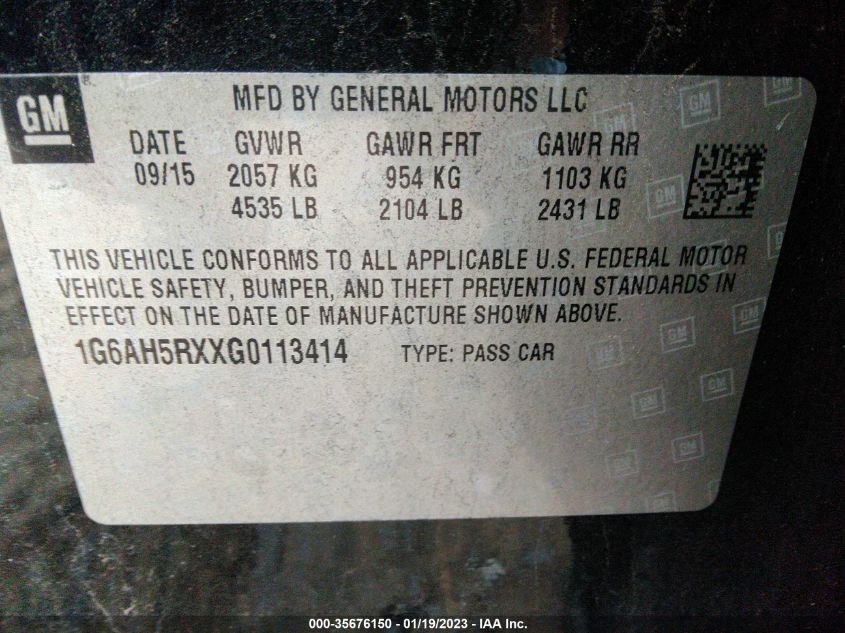 GM
MFD BY GENERAL MOTORS LLC
DATE GVWR GAWR FRT GAWR RR
09/15 2057 KG 954 KG 1103 KG
4535 LB 2104 LB 2431 LB
THIS VEHICLE CONFORMS TO ALL APPLICABLE U.S. FEDERAL MOTOR
VEHICLE SAFETY, BUMPER, AND THEFT PREVENTION STANDARDS IN
EFFECT ON THE DATE OF MANUFACTURE SHOWN ABOVE.
1G6AH5RXXG0113414 TYPE: PASS CAR
000-35676150 - 01/19/2023 - IAA Inc.